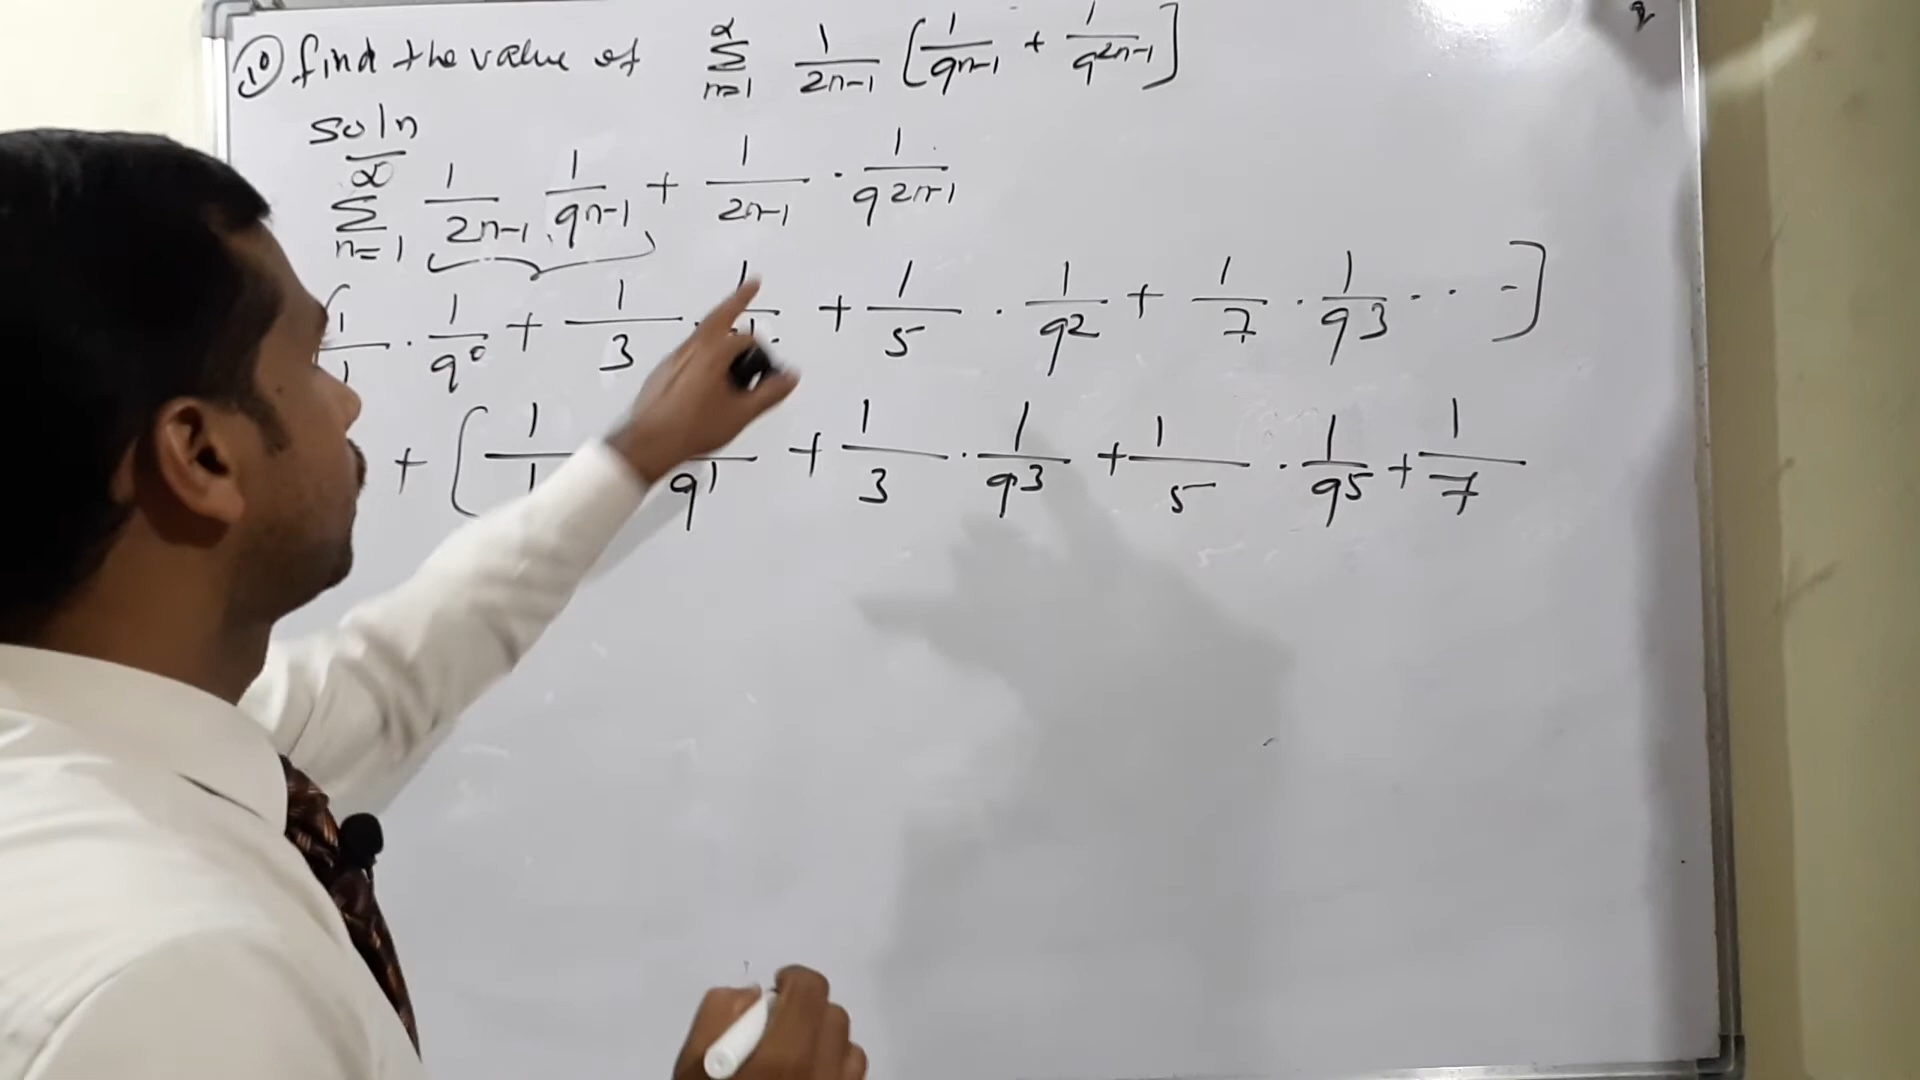 ① find the value of ∞ Σ n=1 1/2n-1 [1/9^n-1 + 1/9^2n-1]
soln
∞ Σ n=1 1/2n-1 . 1/9^n-1 + 1/2n-1 . 1/9^2n-1
[1/1 . 1/9^0 + 1/3 . 1/ + 1/5 . 1/9^2 + 1/7 . 1/9^3 . . . -]
+ [1/1 /9^1 + 1/3 . 1/9^3 + 1/5 . 1/9^5 + 1/7